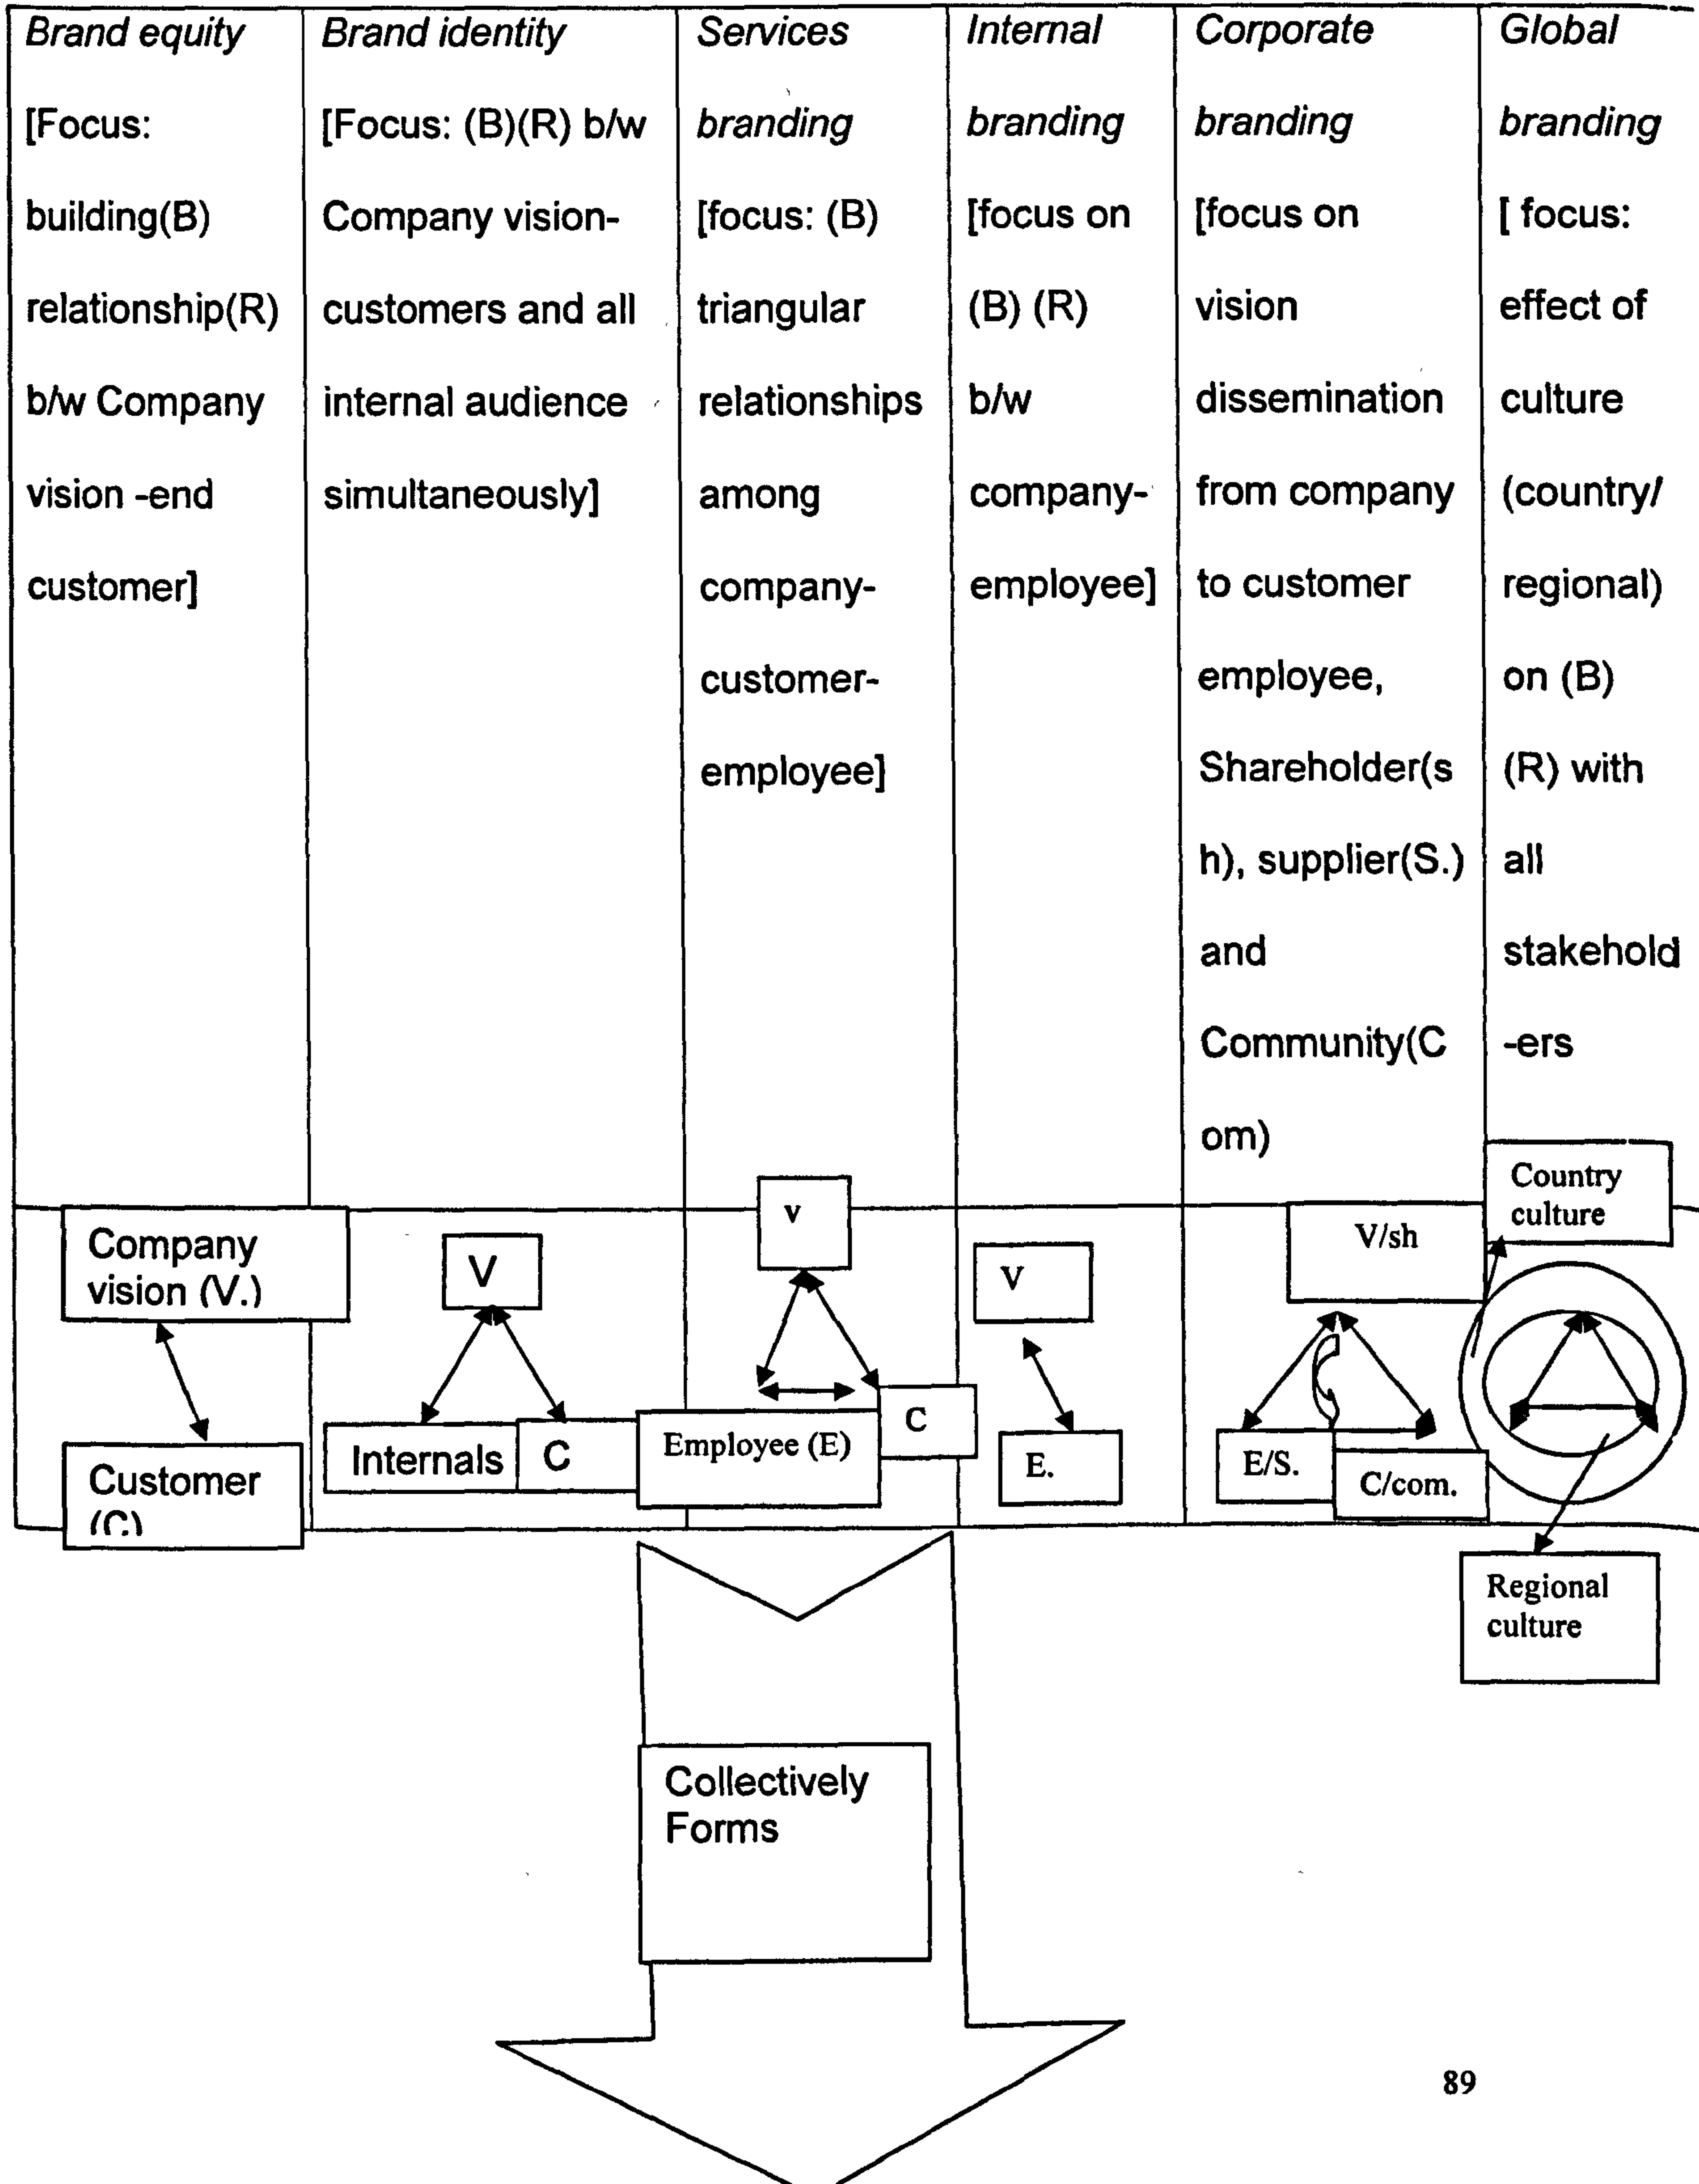 Brand equity
[Focus:
building(B)
relationship(R)
b/w Company
vision -end
customer]
Brand identity
[Focus: (B)(R) b/w
Company vision-
customers and all
internal audience
simultaneously]
Services
branding
[focus: (B)
triangular
relationships
among
company-
customer-
employee]
Internal
branding
[focus on
(B) (R)
b/w
company-
employee]
Corporate
branding
[focus on
vision
dissemination
from company
to customer
employee,
Shareholder(s
h), supplier(S.)
and
Community(C
om)
Global
branding
[ focus:
effect of
culture
(country/
regional)
on (B)
(R) with
all
stakehold
-ers
Company
vision (V.)
Customer
(C)
V
Internals
C
v
Employee (E)
C
V
E.
V/sh
E/S.
C/com.
Country
culture
Regional
culture
Collectively
Forms
89